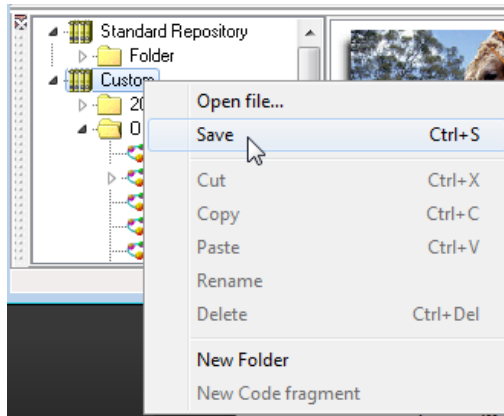 Standard Repository
Folder
Custom
Open file...
Save Ctrl+S
Cut Ctrl+X
Copy Ctrl+C
Paste Ctrl+V
Rename
Delete Ctrl+Del
New Folder
New Code fragment